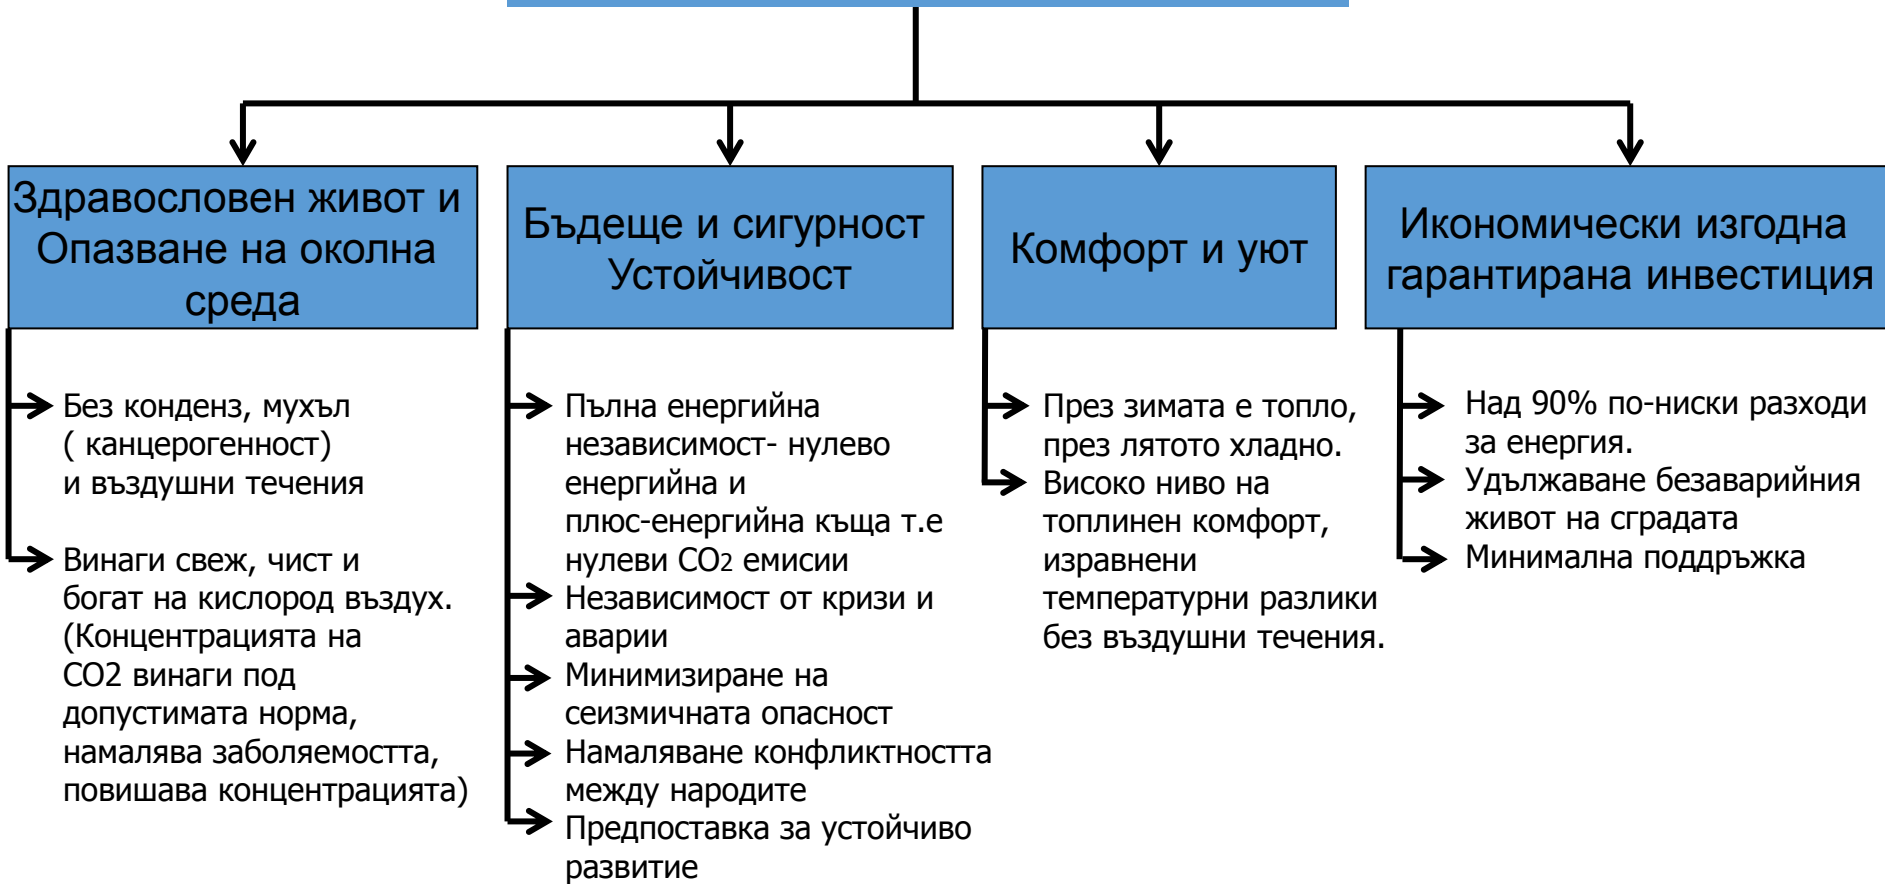 Здравословен живот и
Опазване на околна
среда
Бъдеще и сигурност
Устойчивост
Комфорт и уют
Икономически изгодна
гарантирана инвестиция
Без конденз, мухъл
( канцерогенност)
и въздушни течения
Винаги свеж, чист и
богат на кислород въздух.
(Концентрацията на
CO2 винаги под
допустимата норма,
намалява заболяемостта,
повишава концентрацията)
Пълна енергийна
независимост- нулево
енергийна и
плюс-енергийна къща т.е
нулеви CO2 емисии
Независимост от кризи и
аварии
Минимизиране на
сеизмичната опасност
Намаляване конфликтността
между народите
Предпоставка за устойчиво
развитие
През зимата е топло,
през лятото хладно.
Високо ниво на
топлинен комфорт,
изравнени
температурни разлики
без въздушни течения.
Над 90% по-ниски разходи
за енергия.
Удължаване безаварийния
живот на сградата
Минимална поддръжка